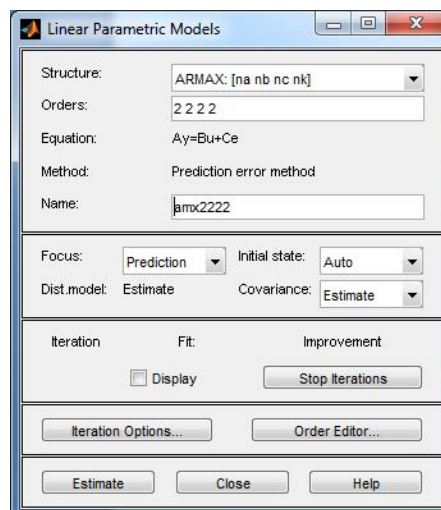 Linear Parametric Models
Structure: ARMAX: [na nb nc nk]
Orders: 2 2 2 2
Equation: Ay=Bu+Ce
Method: Prediction error method
Name: amx2222
Focus: Prediction Initial state: Auto
Dist.model: Estimate Covariance: Estimate
Iteration Fit: Improvement
Display Stop Iterations
Iteration Options... Order Editor...
Estimate Close Help